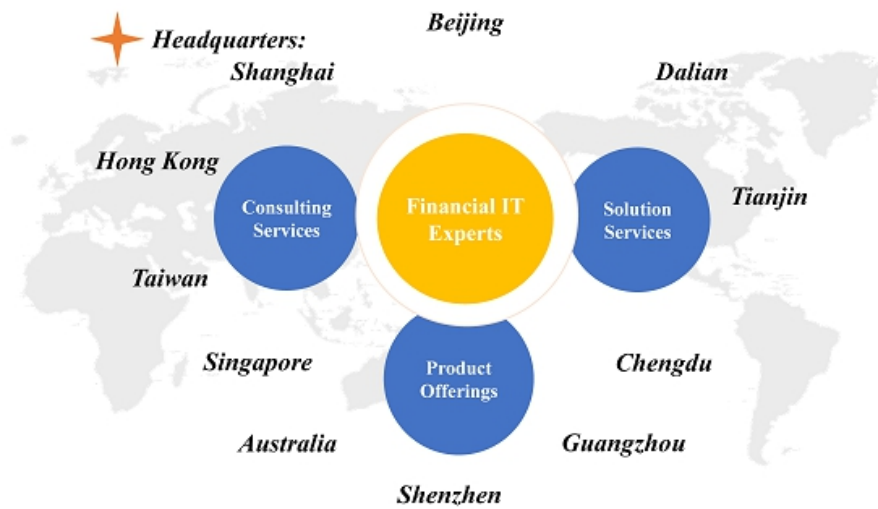 Beijing
Headquarters:
Shanghai
Dalian
Hong Kong
Tianjin
Consulting
Services
Financial IT
Experts
Solution
Services
Taiwan
Singapore
Product
Offerings
Chengdu
Australia
Guangzhou
Shenzhen